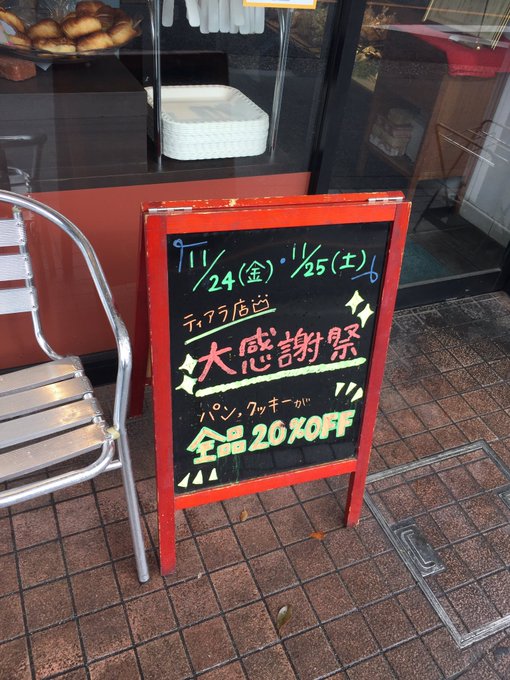 11/24(金)・11/25(土)
ティアラ店
大感謝祭
パン,クッキーが
全品20%OFF